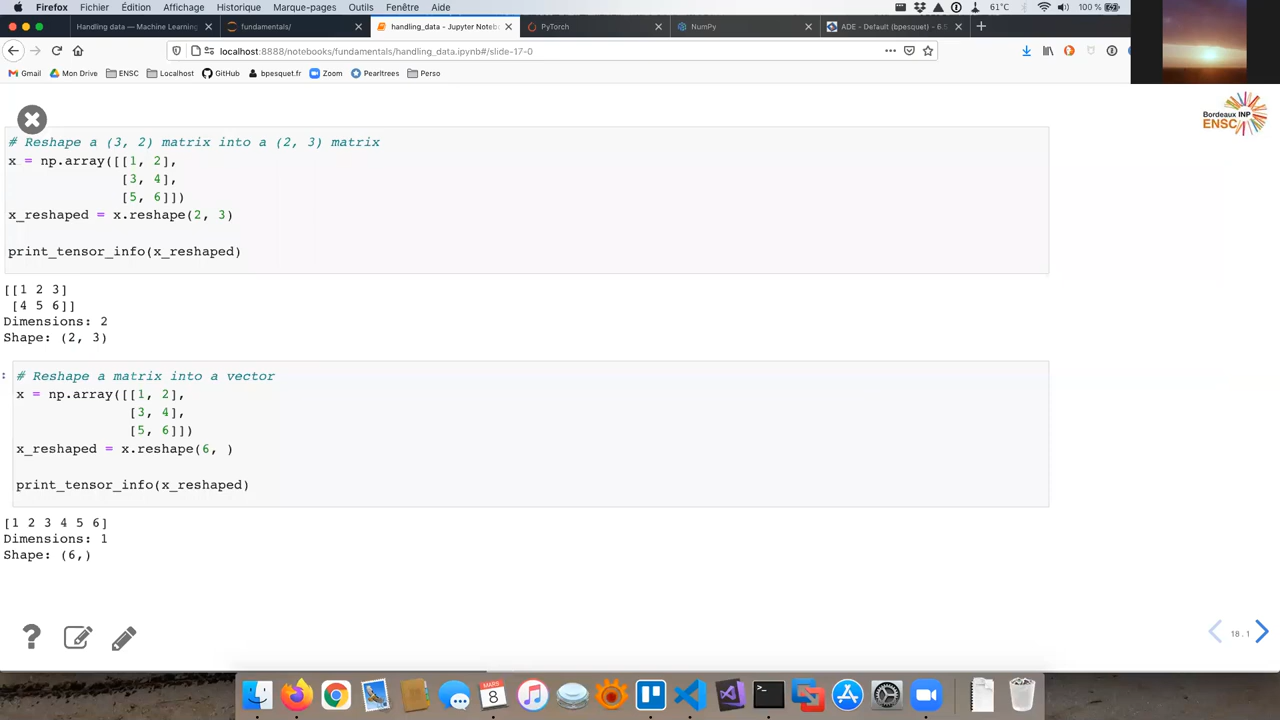 Firefox Fichier Édition Affichage Historique Marque-pages Outils Fenêtre Aide 61°C 100 %
Handling data — Machine Learning fundamentals/ handling_data - Jupyter Notebook PyTorch NumPy ADE - Default (bpesquet) - 6.5
localhost:8888/notebooks/fundamentals/handling_data.ipynb#/slide-17-0
Gmail Mon Drive ENSC Localhost GitHub bpesquet.fr Zoom Pearltrees Perso
Bordeaux INP
ENSC
# Reshape a (3, 2) matrix into a (2, 3) matrix
x = np.array([[1, 2],
[3, 4],
[5, 6]])
x_reshaped = x.reshape(2, 3)
print_tensor_info(x_reshaped)
[[1 2 3]
[4 5 6]]
Dimensions: 2
Shape: (2, 3)
:
# Reshape a matrix into a vector
x = np.array([[1, 2],
[3, 4],
[5, 6]])
x_reshaped = x.reshape(6, )
print_tensor_info(x_reshaped)
[1 2 3 4 5 6]
Dimensions: 1
Shape: (6,)
?
18.1
MARS
8